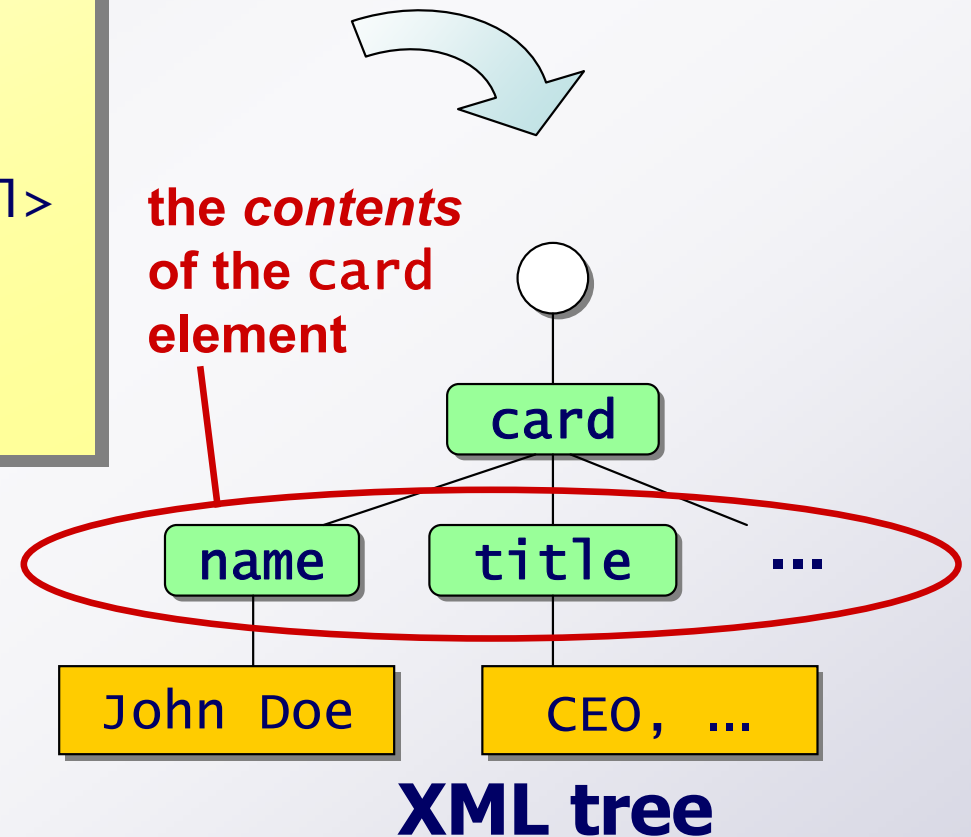 l>
the contents
of the card
element
card
name title ...
John Doe CEO, ...
XML tree